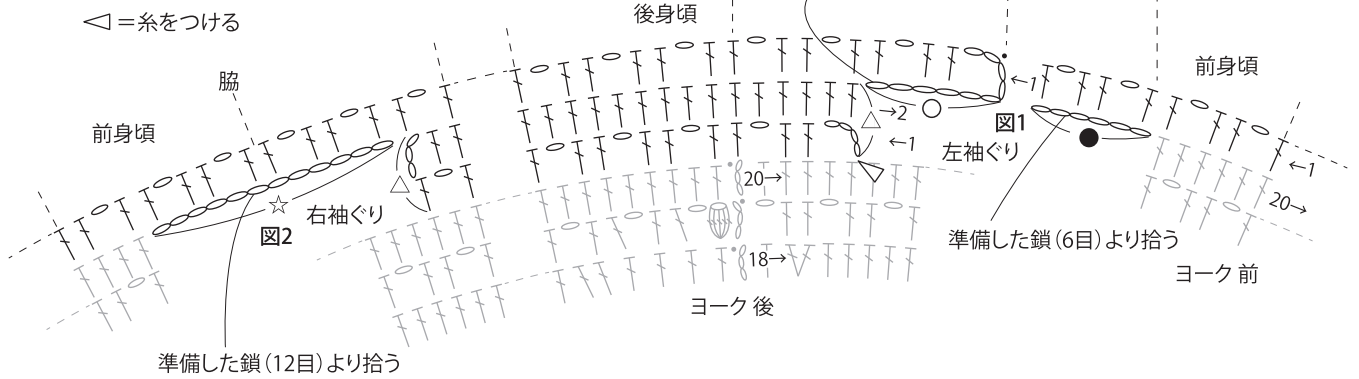 =糸をつける
後身頃
脇
前身頃
前身頃
←1
→2
図1
左袖ぐり
←1
20→
←1
20→
右袖ぐり
図2
準備した鎖(6目)より拾う
18→
ヨーク 前
ヨーク 後
準備した鎖(12目)より拾う